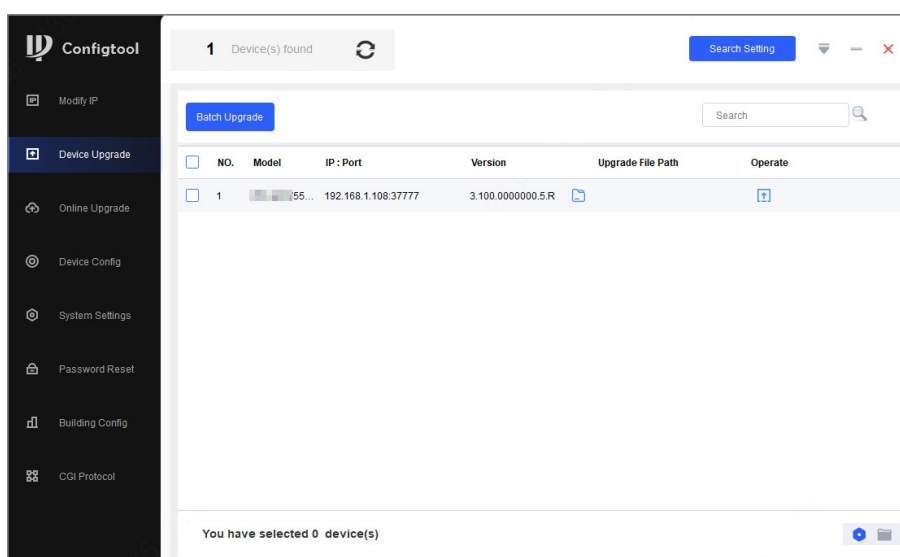 Configtool
1 Device(s) found
Search Setting
Modify IP
Device Upgrade
Online Upgrade
Device Config
System Settings
Password Reset
Building Config
CGI Protocol
Batch Upgrade
Search
NO. Model IP : Port Version Upgrade File Path Operate
1 55... 192.168.1.108:37777 3.100.0000000.5.R
You have selected 0 device(s)